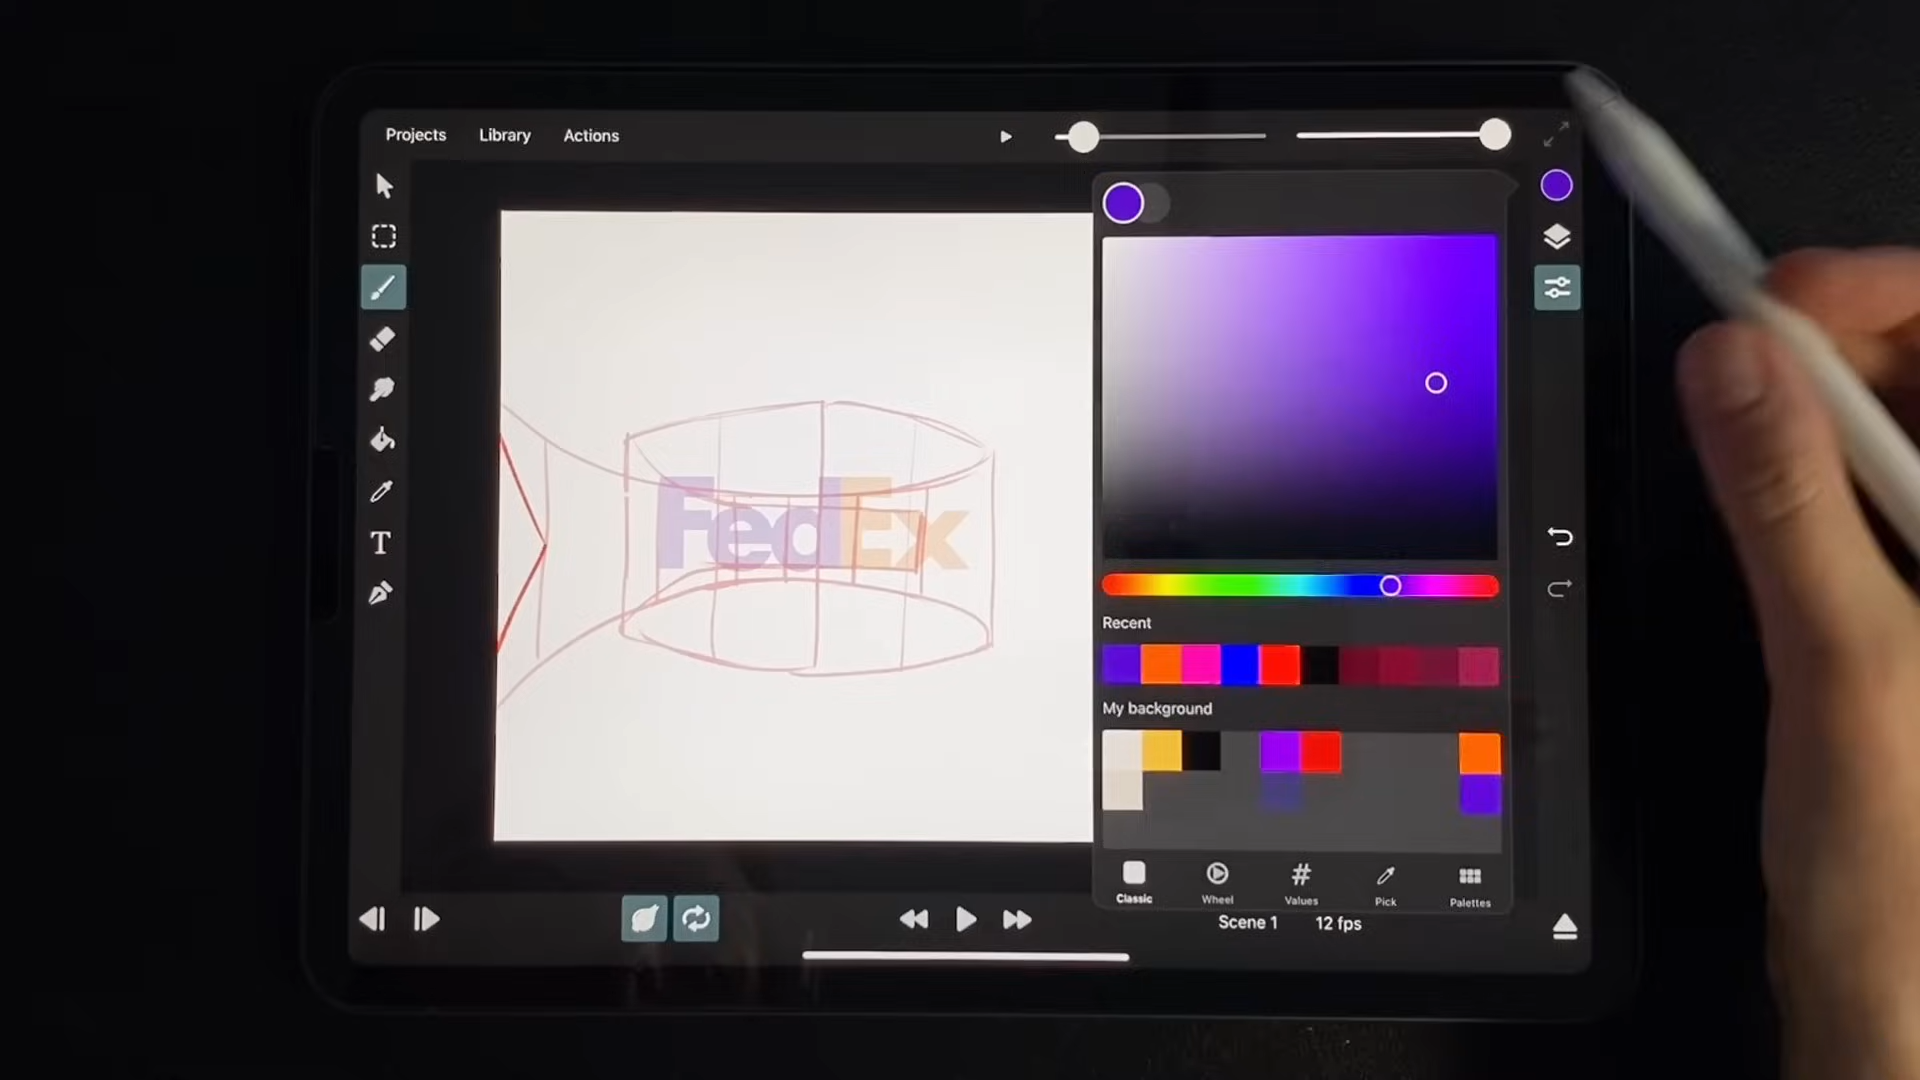 Projects Library Actions
FedEx
T
Recent
My background
Classic Wheel Values Pick Palettes
Scene 1 12 fps